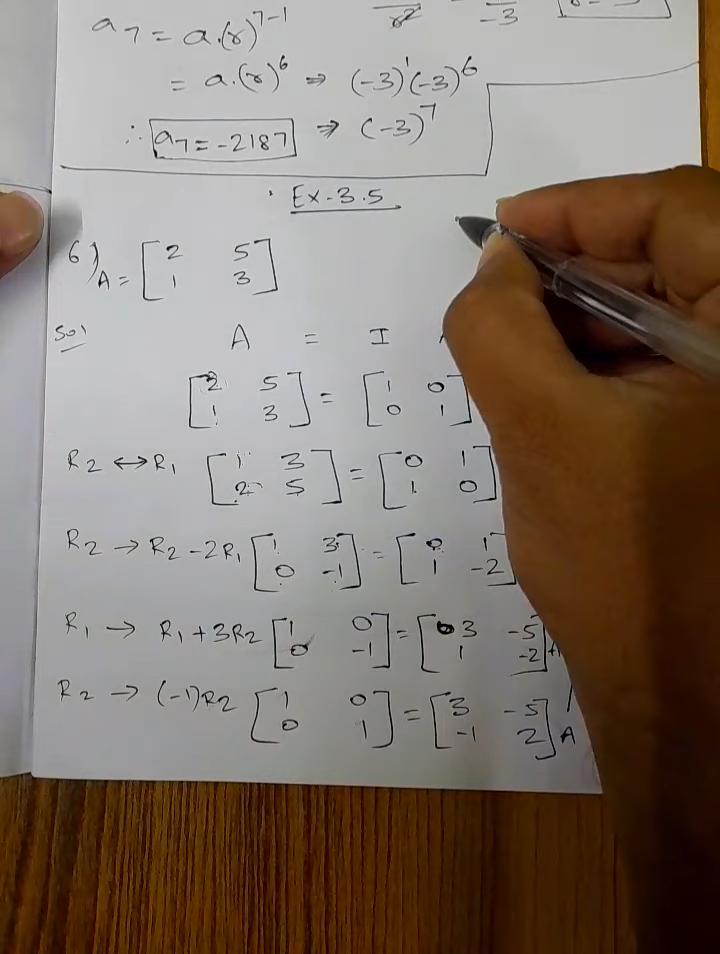 a₇ = a.(r)⁷⁻¹
r²
-3
= a.(r)⁶ ⇒ (-3)¹(-3)⁶
∴ a₇ = -2187 ⇒ (-3)⁷
Ex-3.5
6) A = [2 5
1 3]
Sol A = I
[2 5
1 3] = [1 0
0 1]
R₂ ↔ R₁ [1 3
2 5] = [0 1
1 0]
R₂ → R₂ - 2R₁ [1 3
0 -1] = [0 1
1 -2]
R₁ → R₁ + 3R₂ [1 0
0 -1] = [3 -5
1 -2] A
R₂ → (-1)R₂ [1 0
0 1] = [3 -5
-1 2] A